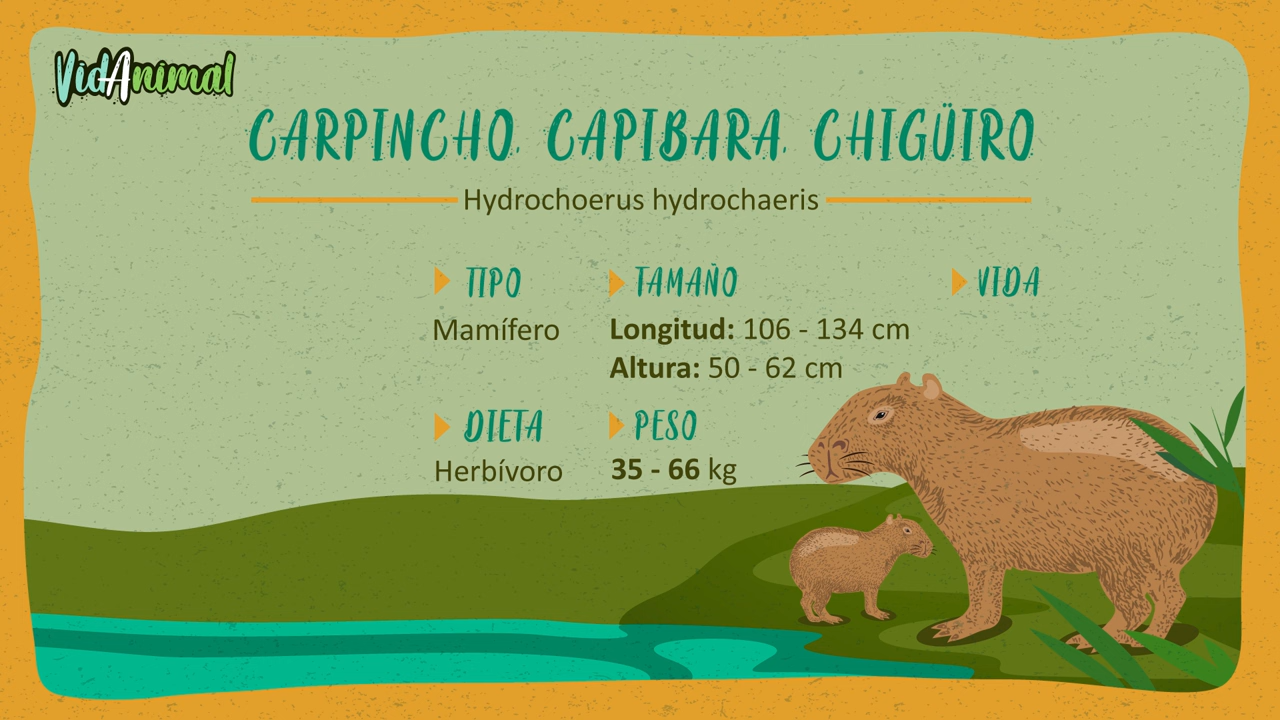 VidAnimal
CARPINCHO, CAPIBARA, CHIGÜIRO
Hydrochoerus hydrochaeris
TIPO
Mamífero
TAMAÑO
Longitud: 106 - 134 cm
Altura: 50 - 62 cm
VIDA
DIETA
Herbívoro
PESO
35 - 66 kg